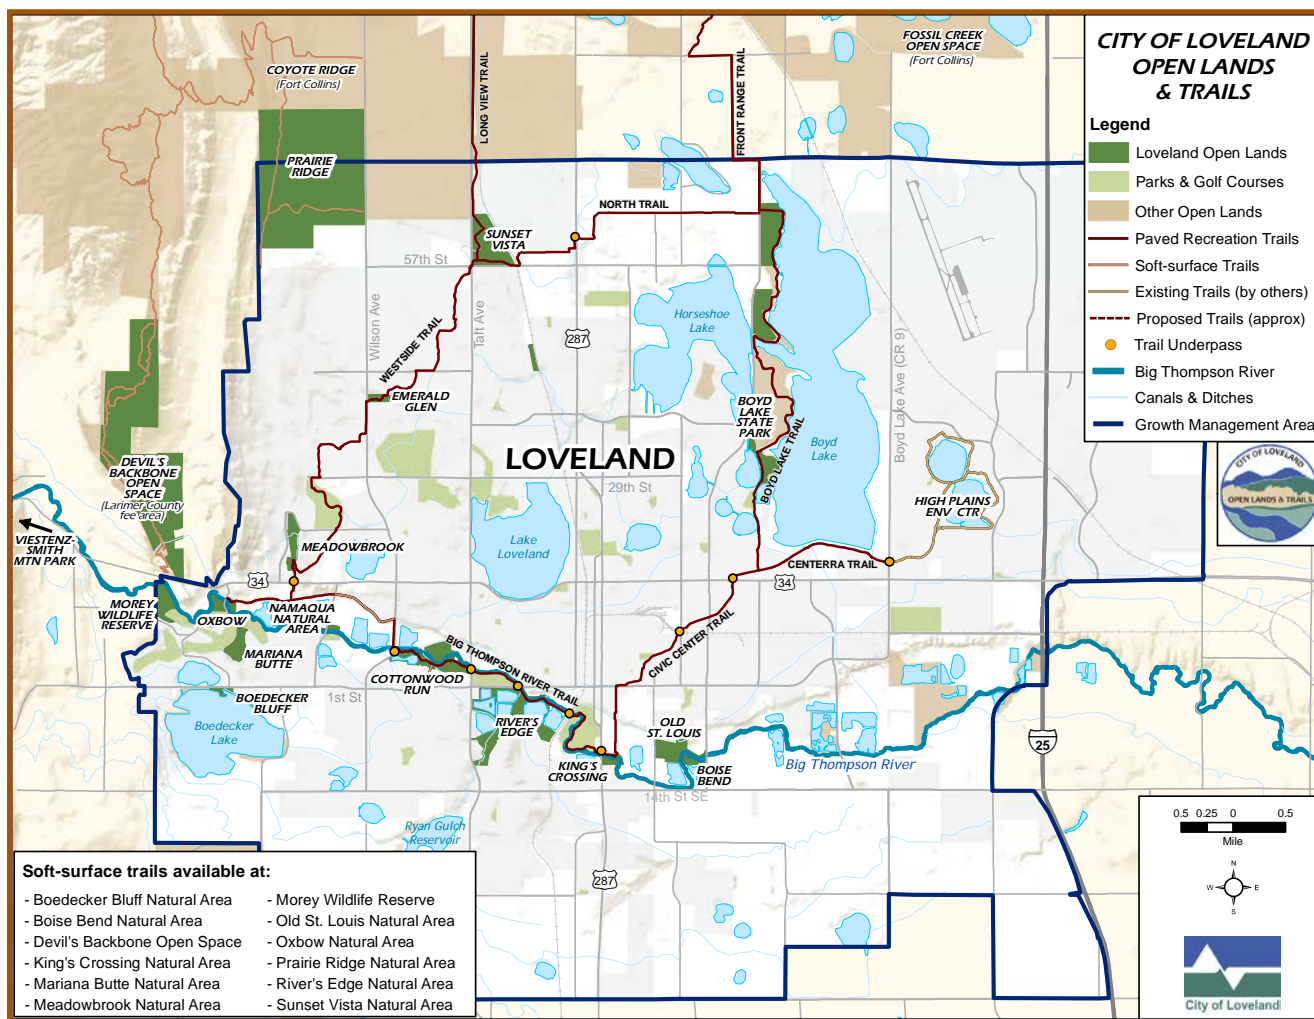 CITY OF LOVELAND
OPEN LANDS
& TRAILS
Legend
Loveland Open Lands
Parks & Golf Courses
Other Open Lands
Paved Recreation Trails
Soft-surface Trails
Existing Trails (by others)
Proposed Trails (approx)
Trail Underpass
Big Thompson River
Canals & Ditches
Growth Management Area
CITY OF LOVELAND
OPEN LANDS & TRAILS
FOSSIL CREEK
OPEN SPACE
(Fort Collins)
COYOTE RIDGE
(Fort Collins)
LONG VIEW TRAIL
FRONT RANGE TRAIL
PRAIRIE
RIDGE
NORTH TRAIL
SUNSET
VISTA
57th St
Wilson Ave
Taft Ave
WESTSIDE TRAIL
287
Horseshoe
Lake
Boyd Lake Ave (CR 9)
EMERALD
GLEN
BOYD
LAKE
STATE
PARK
BOYD LAKE TRAIL
Boyd
Lake
LOVELAND
29th St
DEVIL'S
BACKBONE
OPEN
SPACE
(Larimer County
fee area)
HIGH PLAINS
ENV CTR
VIESTENZ-
SMITH
MTN PARK
MEADOWBROOK
Lake
Loveland
CENTERRA TRAIL
34
34
MOREY
WILDLIFE
RESERVE
OXBOW
NAMAQUA
NATURAL
AREA
MARIANA
BUTTE
BIG THOMPSON RIVER TRAIL
CIVIC CENTER TRAIL
COTTONWOOD
RUN
1st St
BOEDECKER
BLUFF
Boedecker
Lake
RIVER'S
EDGE
OLD
ST. LOUIS
KING'S
CROSSING
BOISE
BEND
Big Thompson River
25
14th St SE
Ryan Gulch
Reservoir
287
0.5 0.25 0 0.5
Mile
N
W E
S
City of Loveland
Soft-surface trails available at:
- Boedecker Bluff Natural Area
- Boise Bend Natural Area
- Devil's Backbone Open Space
- King's Crossing Natural Area
- Mariana Butte Natural Area
- Meadowbrook Natural Area
- Morey Wildlife Reserve
- Old St. Louis Natural Area
- Oxbow Natural Area
- Prairie Ridge Natural Area
- River's Edge Natural Area
- Sunset Vista Natural Area